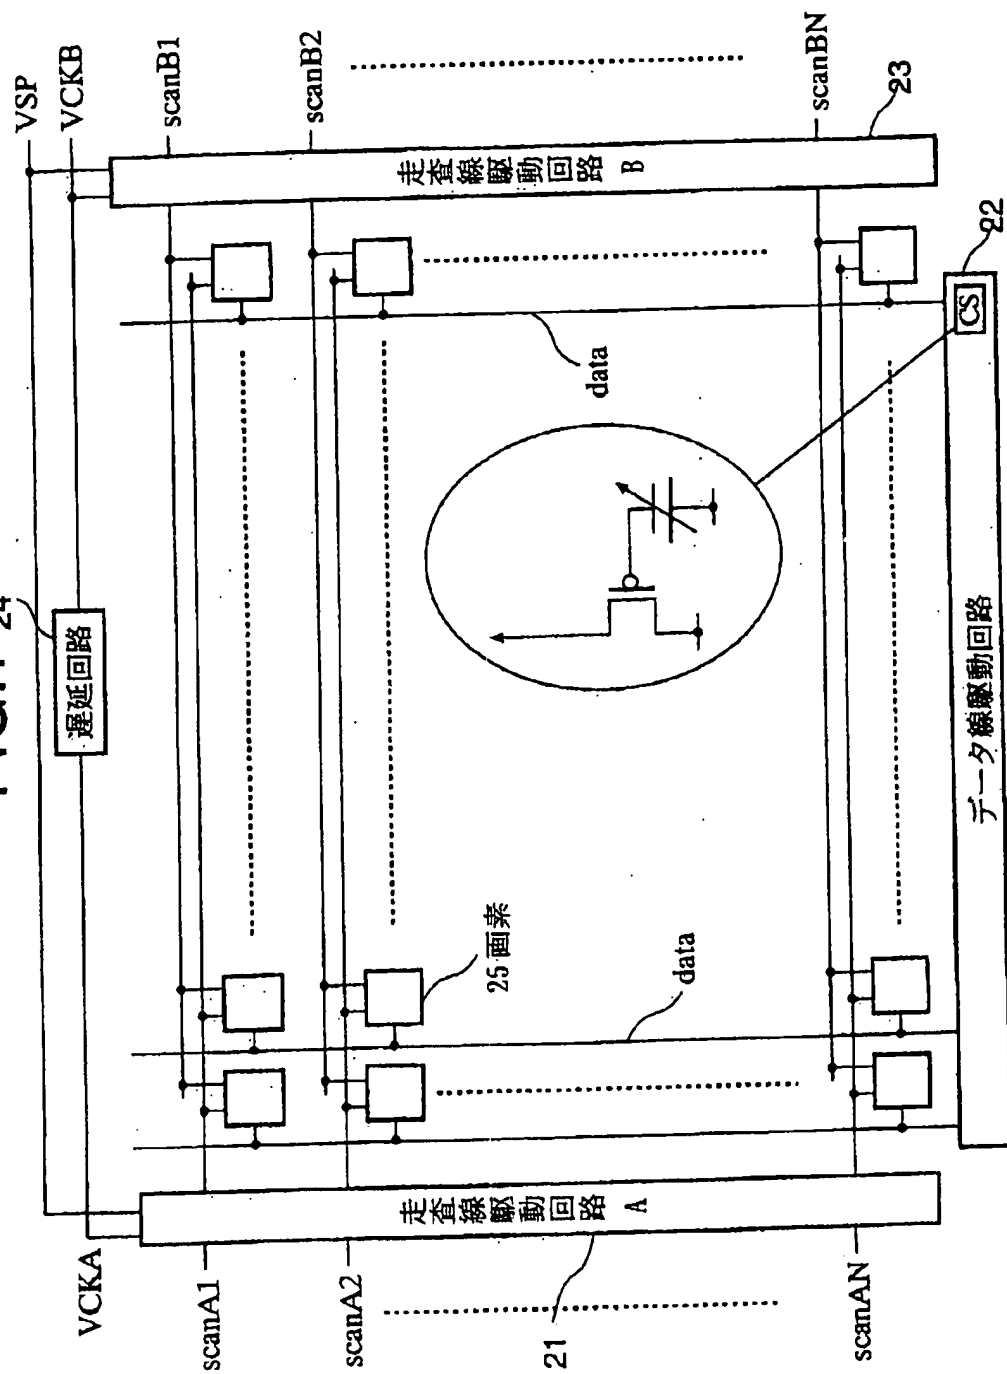 24
VSP
VCKA
遅延回路
VCKB
scanA1
scanB1
scanA2
scanB2
25 画素
data
data
走査線駆動回路 A
走査線駆動回路 B
21
scanAN
scanBN
23
22
CS
データ線駆動回路